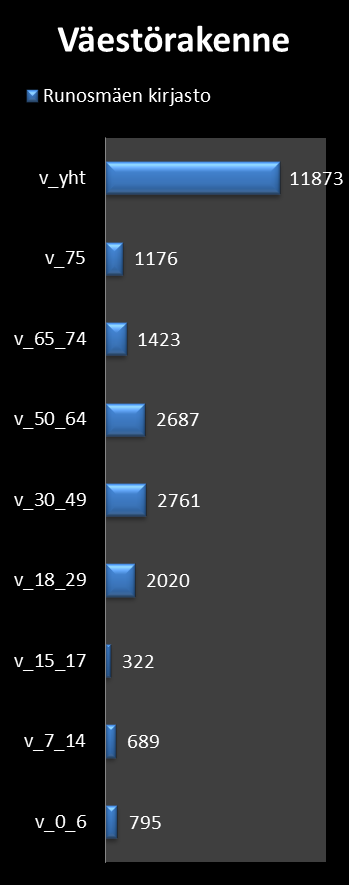 Väestörakenne
Runosmäen kirjasto
v_yht 11873
v_75 1176
v_65_74 1423
v_50_64 2687
v_30_49 2761
v_18_29 2020
v_15_17 322
v_7_14 689
v_0_6 795